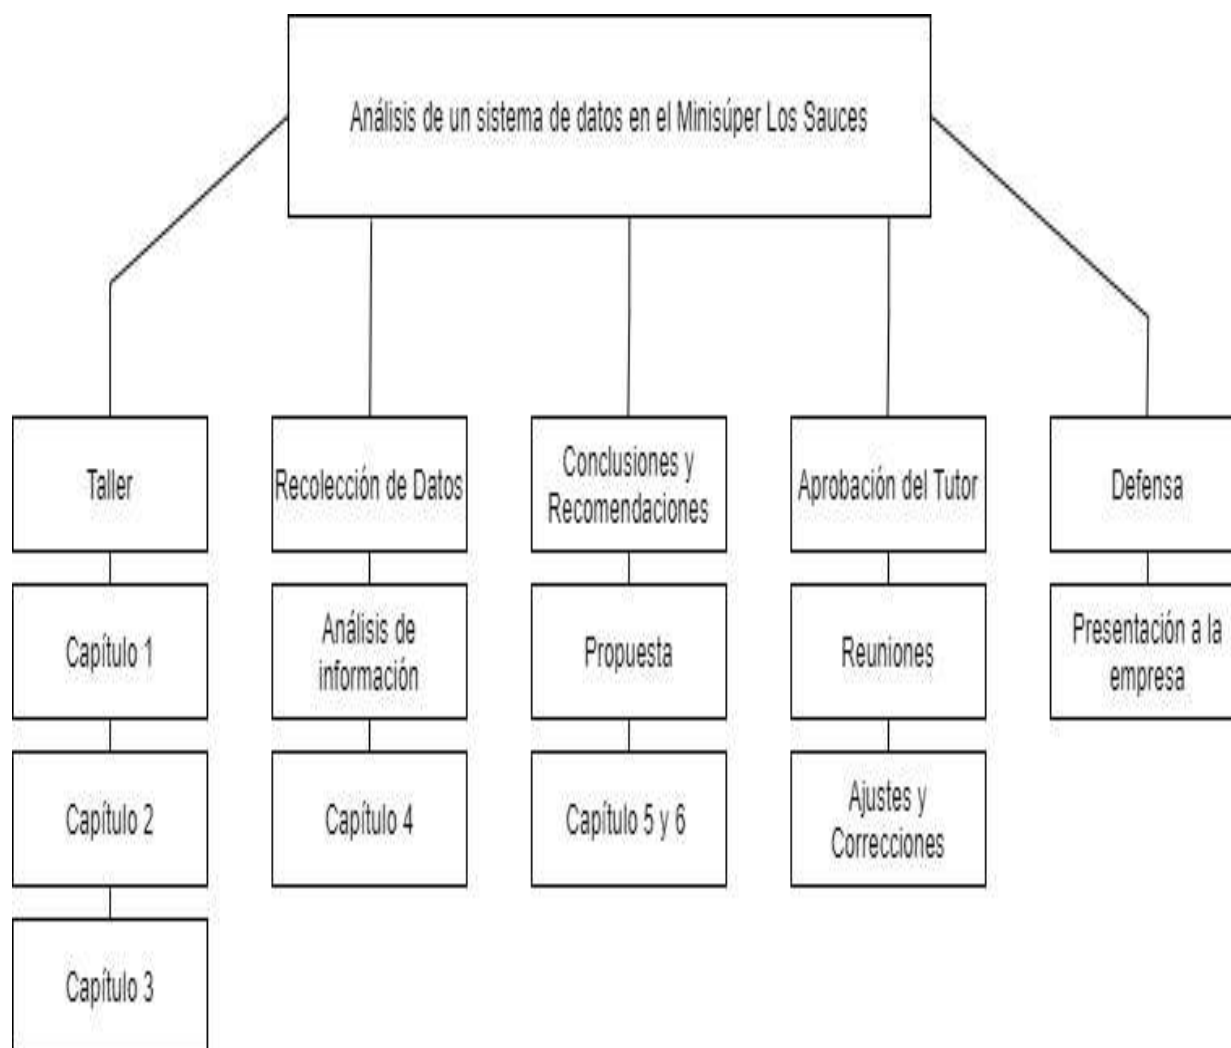 Análisis de un sistema de datos en el Minisúper Los Sauces
Taller
Recolección de Datos
Conclusiones y
Recomendaciones
Aprobación del Tutor
Defensa
Capítulo 1
Análisis de
información
Propuesta
Reuniones
Presentación a la
empresa
Capítulo 2
Capítulo 4
Capítulo 5 y 6
Ajustes y
Correcciones
Capítulo 3